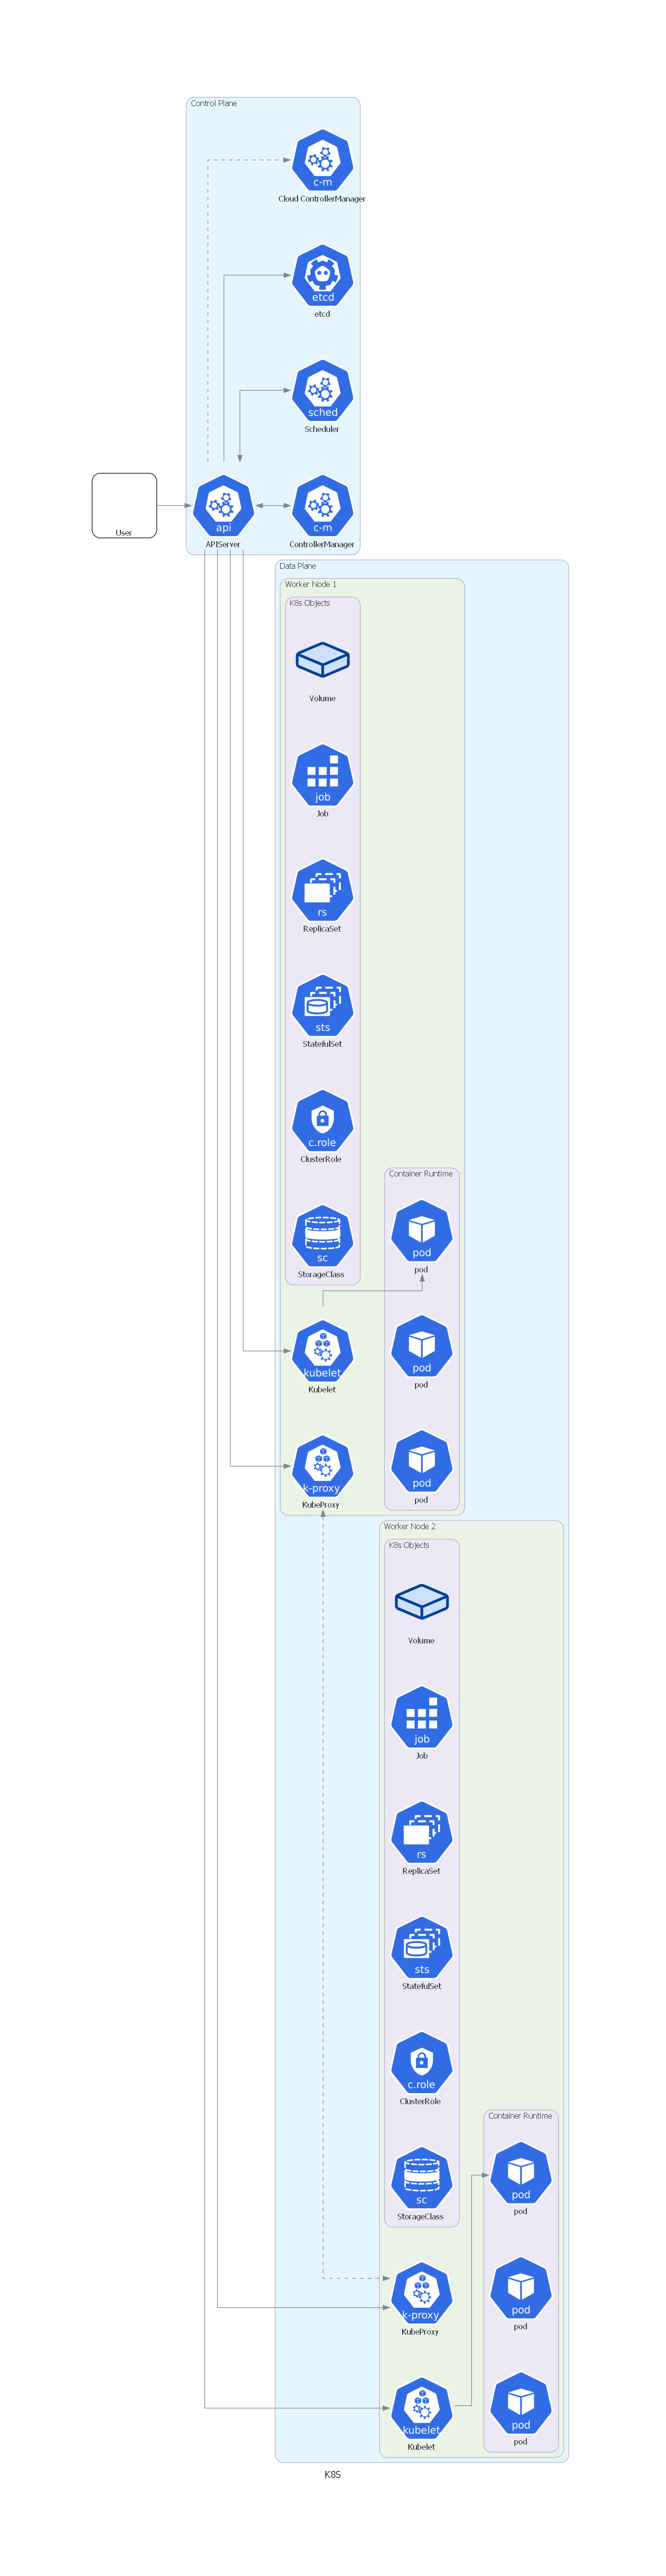 Control Plane
c-m
Cloud ControllerManager
etcd
etcd
sched
Scheduler
User
api
APIServer
c-m
ControllerManager
Data Plane
Worker Node 1
K8s Objects
Volume
job
Job
rs
ReplicaSet
sts
StatefulSet
c.role
ClusterRole
sc
StorageClass
Container Runtime
pod
pod
kubelet
Kubelet
pod
pod
k-proxy
KubeProxy
pod
pod
Worker Node 2
K8s Objects
Volume
job
Job
rs
ReplicaSet
sts
StatefulSet
c.role
ClusterRole
sc
StorageClass
Container Runtime
pod
pod
k-proxy
KubeProxy
pod
pod
kubelet
Kubelet
pod
pod
K8S